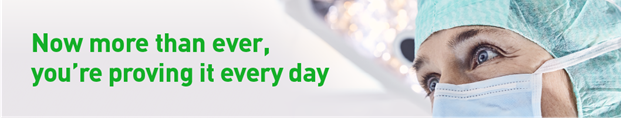 Now more than ever,
you’re proving it every day